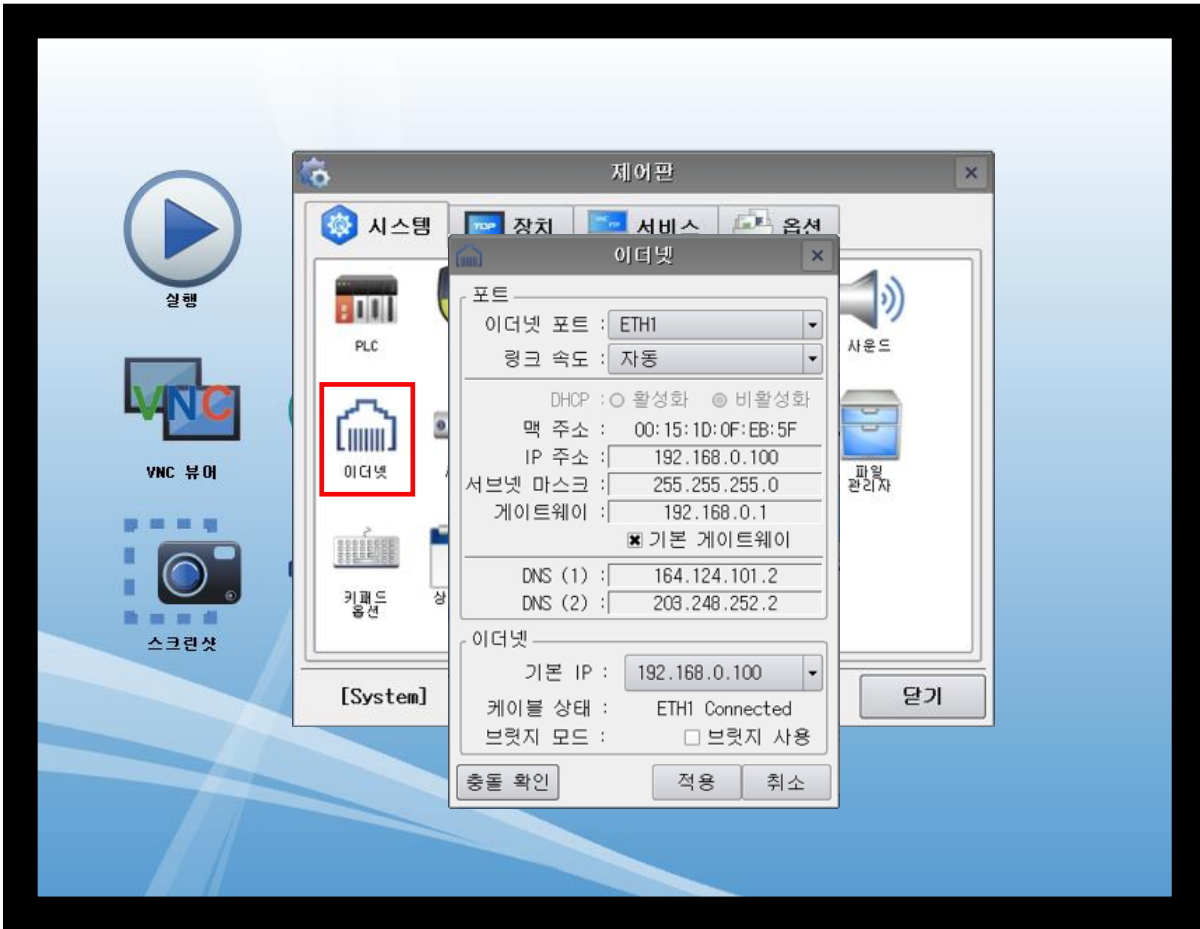 제어판
시스템
TOP
장치
서비스
옵션
실행
PLC
사운드
VNC
VNC 뷰어
이더넷
파일
관리자
키패드
옵션
상
스크린샷
[System]
닫기
이더넷
포트
이더넷 포트 : ETH1
링크 속도 : 자동
DHCP : 활성화 비활성화
맥 주소 : 00:15:1D:0F:EB:5F
IP 주소 : 192.168.0.100
서브넷 마스크 : 255.255.255.0
게이트웨이 : 192.168.0.1
기본 게이트웨이
DNS (1) : 164.124.101.2
DNS (2) : 203.248.252.2
이더넷
기본 IP : 192.168.0.100
케이블 상태 : ETH1 Connected
브릿지 모드 : 브릿지 사용
충돌 확인 적용 취소